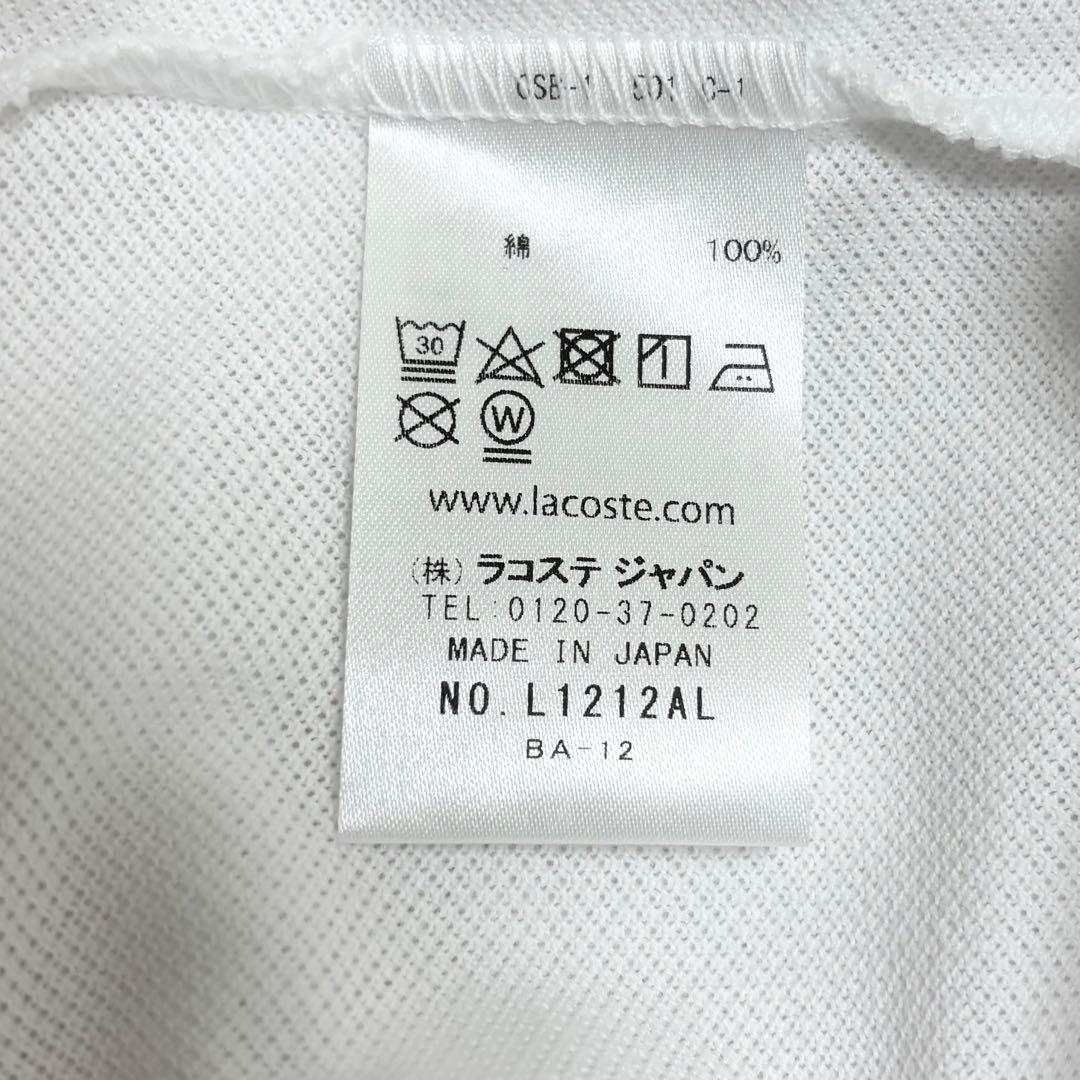 綿 100%
30
W
www.lacoste.com
(株) ラコステ ジャパン
TEL:0120-37-0202
MADE IN JAPAN
NO. L1212AL
BA-12